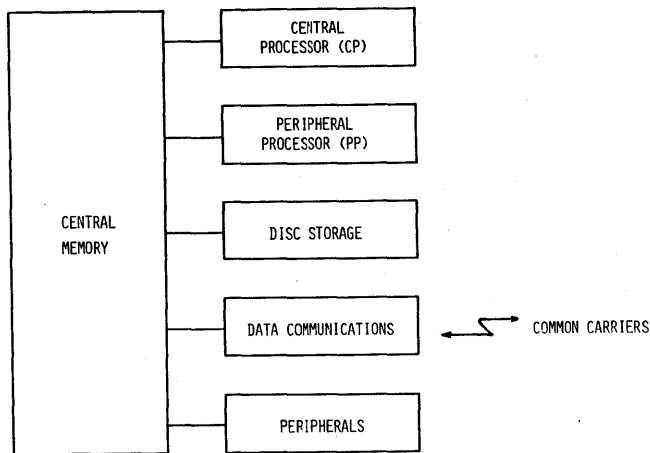 CENTRAL
PROCESSOR (CP)
PERIPHERAL
PROCESSOR (PP)
CENTRAL
MEMORY
DISC STORAGE
DATA COMMUNICATIONS
COMMON CARRIERS
PERIPHERALS